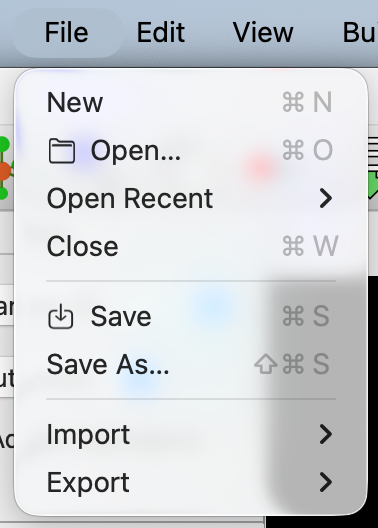 File Edit View Bu
New ⌘ N
Open... ⌘ O
Open Recent
Close ⌘ W
Save ⌘ S
Save As... ⇧⌘ S
Import
Export